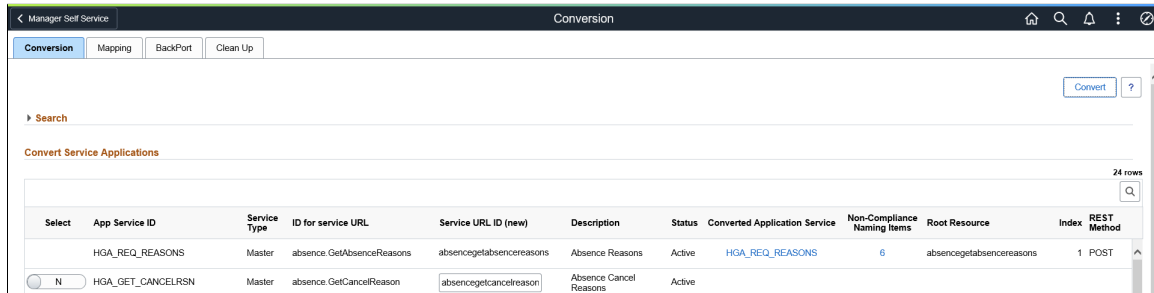 Manager Self Service
Conversion
Conversion Mapping BackPort Clean Up
Convert ?
Search
Convert Service Applications
24 rows
Select App Service ID Service Type ID for service URL Service URL ID (new) Description Status Converted Application Service Non-Compliance Naming Items Root Resource Index REST Method
HGA_REQ_REASONS Master absence.GetAbsenceReasons absencegetabsencereasons Absence Reasons Active HGA_REQ_REASONS 6 absencegetabsencereasons 1 POST
N HGA_GET_CANCELRSN Master absence.GetCancelReason absencegetcancelreason Absence Cancel Reasons Active